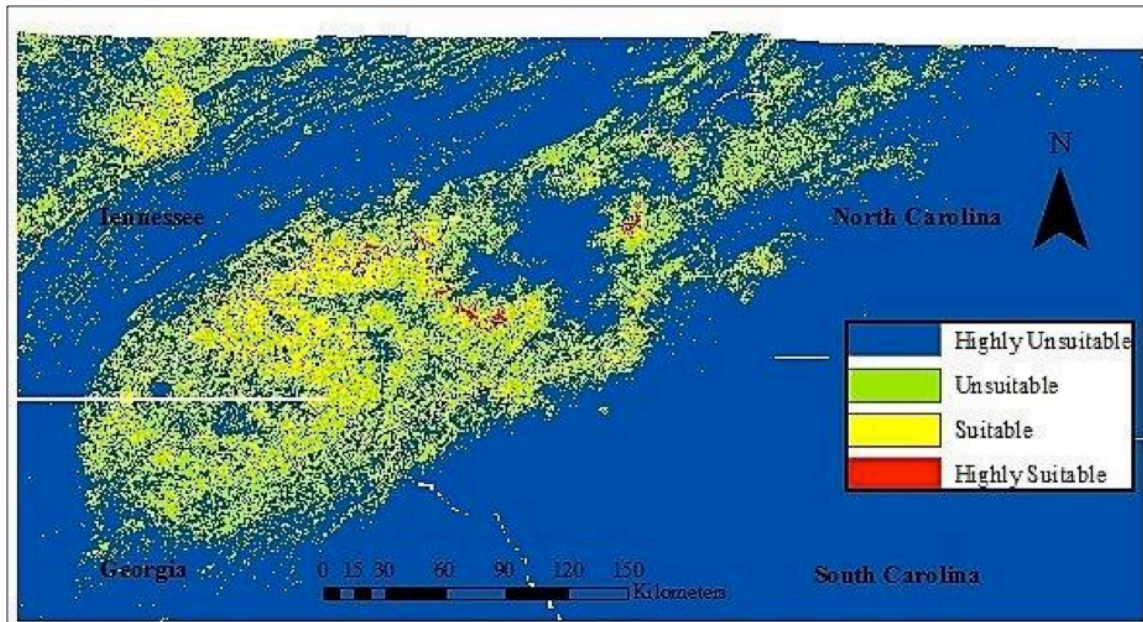 Tennessee
North Carolina
N
Highly Unsuitable
Unsuitable
Suitable
Highly Suitable
Georgia
0 15 30 60 90 120 150
Kilometers
South Carolina